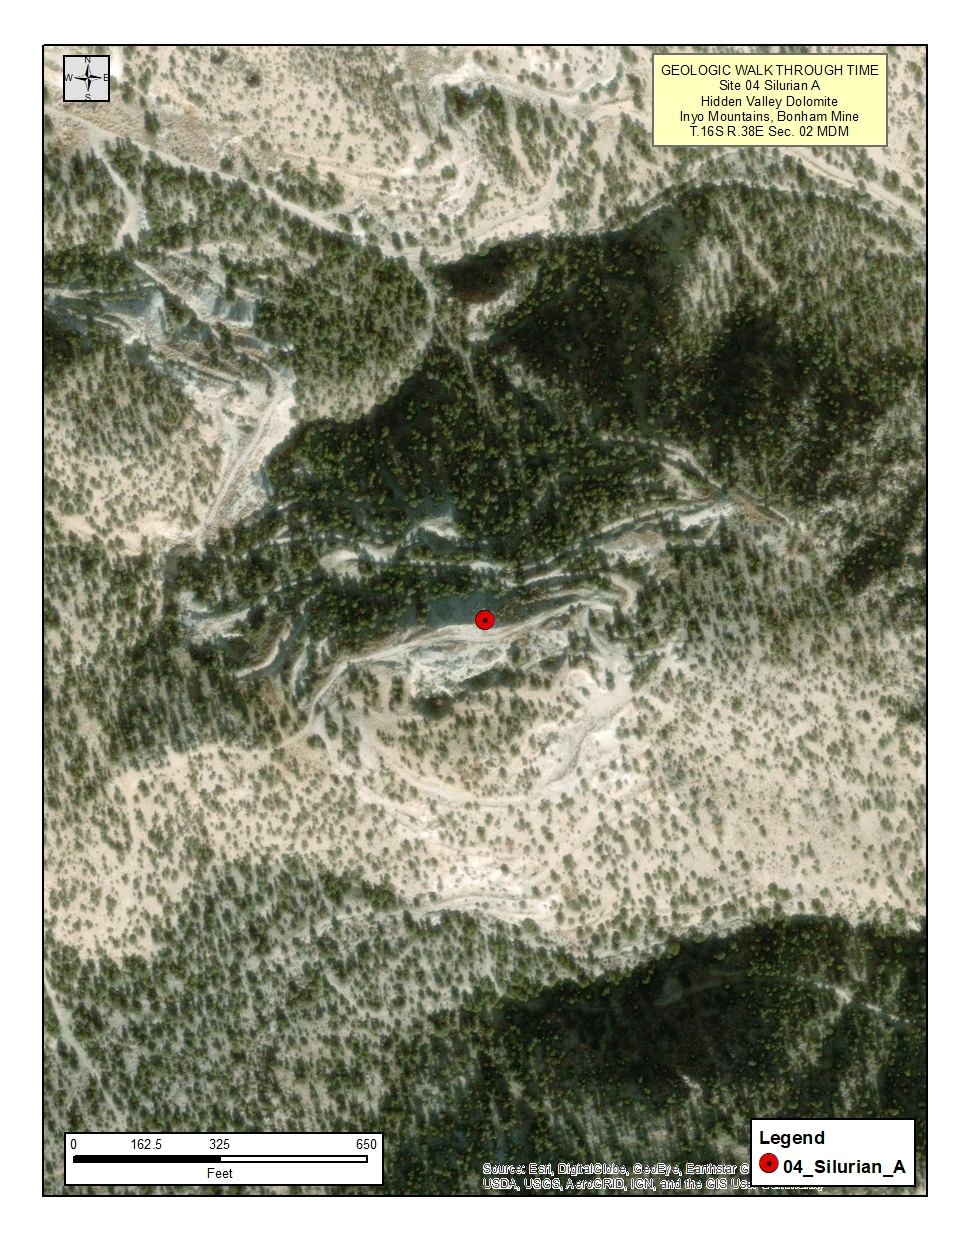 N
W E
S
GEOLOGIC WALK THROUGH TIME
Site 04 Silurian A
Hidden Valley Dolomite
Inyo Mountains, Bonham Mine
T.16S R.38E Sec. 02 MDM
0 162.5 325 650
Feet
Legend
04_Silurian_A
Source: Esri, DigitalGlobe, GeoEye, Earthstar
USDA, USGS, AeroGRID, IGN, and the GIS